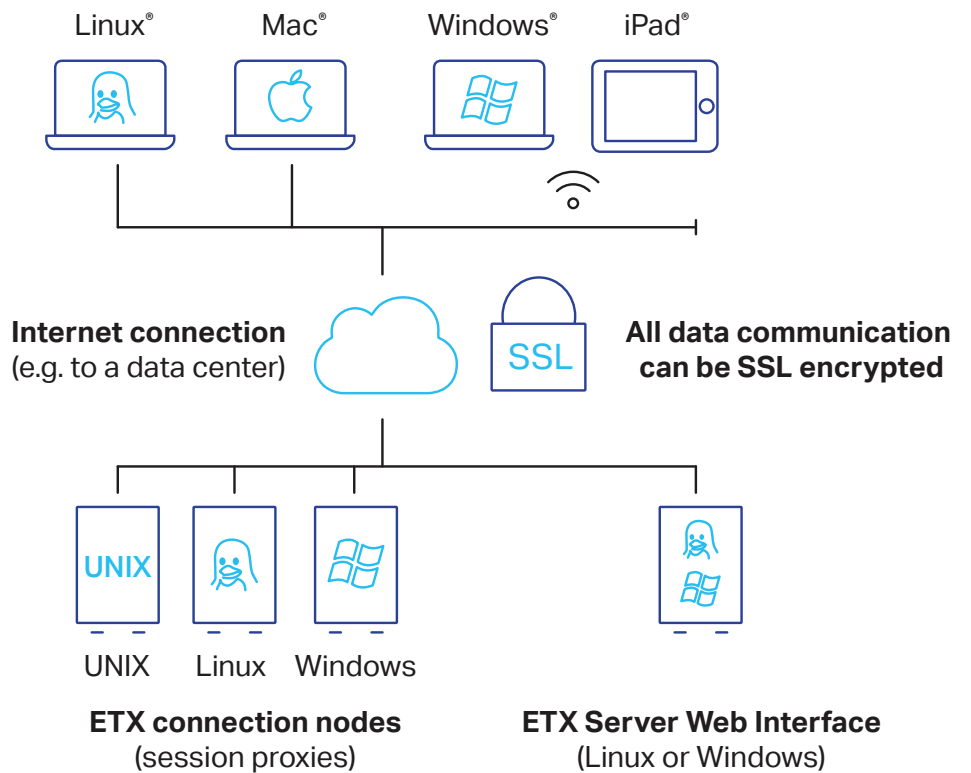 Linux® Mac® Windows® iPad®
Internet connection
(e.g. to a data center)
SSL
All data communication
can be SSL encrypted
UNIX
UNIX Linux Windows
ETX connection nodes
(session proxies)
ETX Server Web Interface
(Linux or Windows)